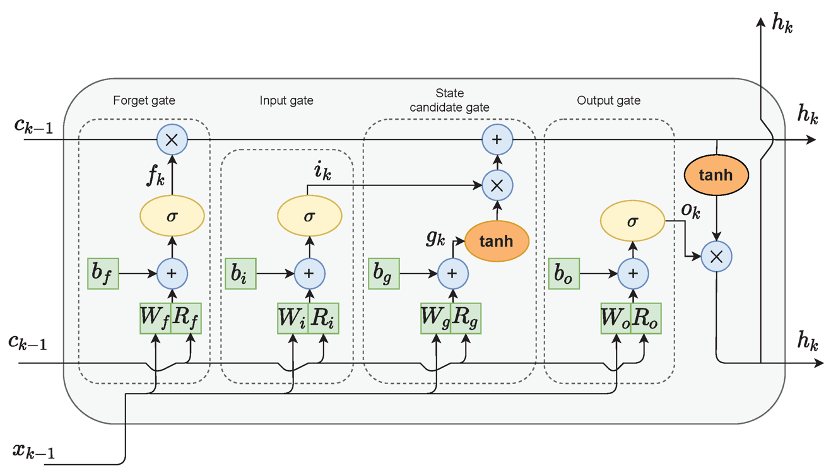 h_k
Forget gate
Input gate
State
candidate gate
Output gate
c_{k-1}
×
+
h_k
f_k
i_k
×
tanh
σ
σ
g_k
tanh
σ
o_k
×
b_f
+
b_i
+
b_g
+
b_o
+
W_f R_f
W_i R_i
W_g R_g
W_o R_o
c_{k-1}
h_k
x_{k-1}